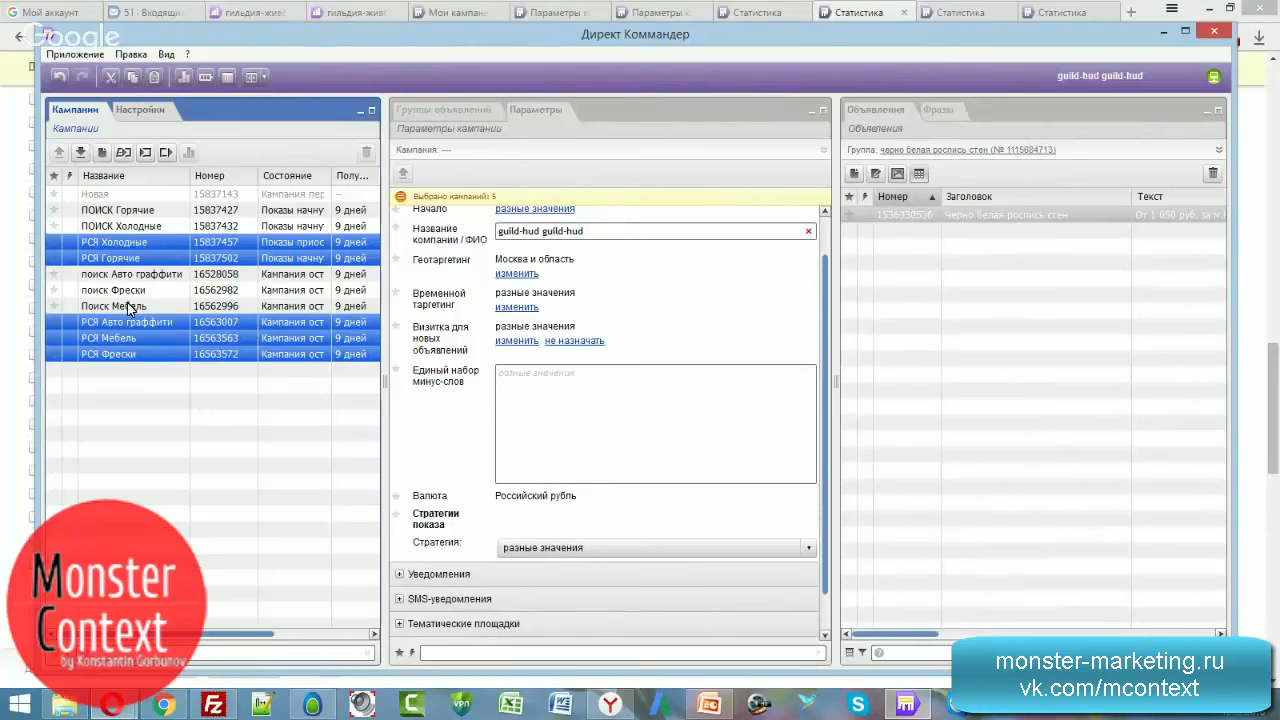 Мой аккаунт
51 - Входящи
гильдия-жив
гильдия-живс
Мои кампан
Параметры к
Параметры к
Статистика
Статистика
Статистика
Статистика
Google
Директ Коммандер
Приложение Правка Вид ?
guild-hud guild-hud
Кампании Настройки
Кампании
Название Номер Состояние Полу...
Новая 15837143 Кампания пер --
ПОИСК Горячие 15837427 Показы начну 9 дней
ПОИСК Холодные 15837432 Показы начну 9 дней
РСЯ Холодные 15837457 Показы приос 9 дней
РСЯ Горячие 15837502 Показы начну 9 дней
поиск Авто граффити 16528058 Кампания ост 9 дней
поиск Фрески 16562982 Кампания ост 9 дней
Поиск Мебель 16562996 Кампания ост 9 дней
РСЯ Авто граффити 16563007 Кампания ост 9 дней
РСЯ Мебель 16563563 Кампания ост 9 дней
РСЯ Фрески 16563572 Кампания ост 9 дней
Группы объявлений Параметры
Параметры кампании
Кампания: —
Выбрано кампаний: 5
Начало разные значения
Название компании / ФИО guild-hud guild-hud
Геотаргетинг Москва и область
изменить
Временной таргетинг разные значения
изменить
Визитка для новых объявлений разные значения
изменить не назначать
Единый набор минус-слов разные значения
Валюта Российский рубль
Стратегии показа
Стратегия: разные значения
Уведомления
SMS-уведомления
Тематические площадки
Объявления Фразы
Объявления
Группа: черно белая роспись стен (№ 1115684713)
Номер Заголовок Текст
1536330536 Черно белая роспись стен От 1 050 руб. за м.
Monster
Context
by Konstantin Gorbunov
monster-marketing.ru
vk.com/mcontext